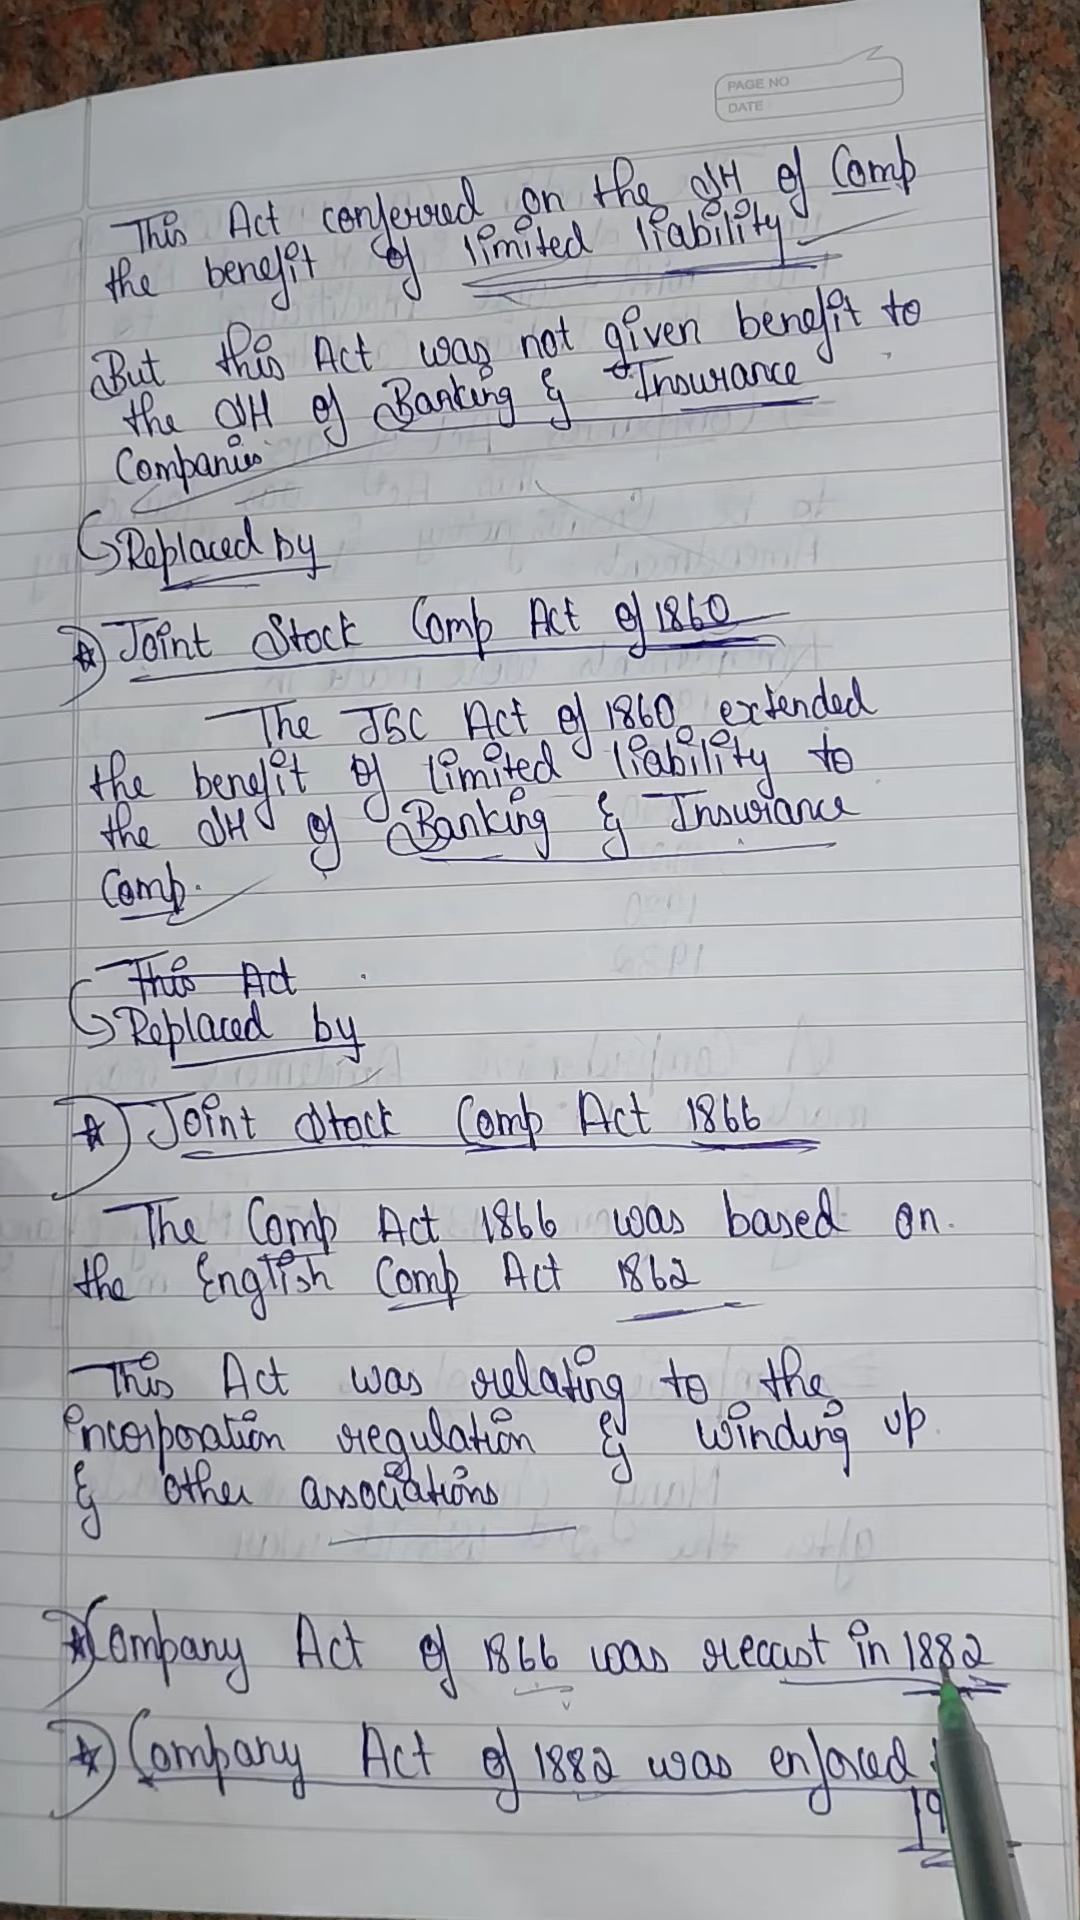 PAGE NO
DATE
This Act conferred on the SH of Comp
the benefit of limited liability
But this Act was not given benefit to
the SH of Banking & Insurance
Companies
Replaced by
Joint Stock Comp Act of 1860
The JSC Act of 1860 extended
the benefit of limited liability to
the SH of Banking & Insurance
Comp.
This Act
Replaced by
Joint Stock Comp Act 1866
The Comp Act 1866 was based on.
the English Comp Act 1862
This Act was relating to the
incorporation regulation & winding up
& other associations
Company Act of 1866 was recast in 1882
Company Act of 1882 was enforced
19